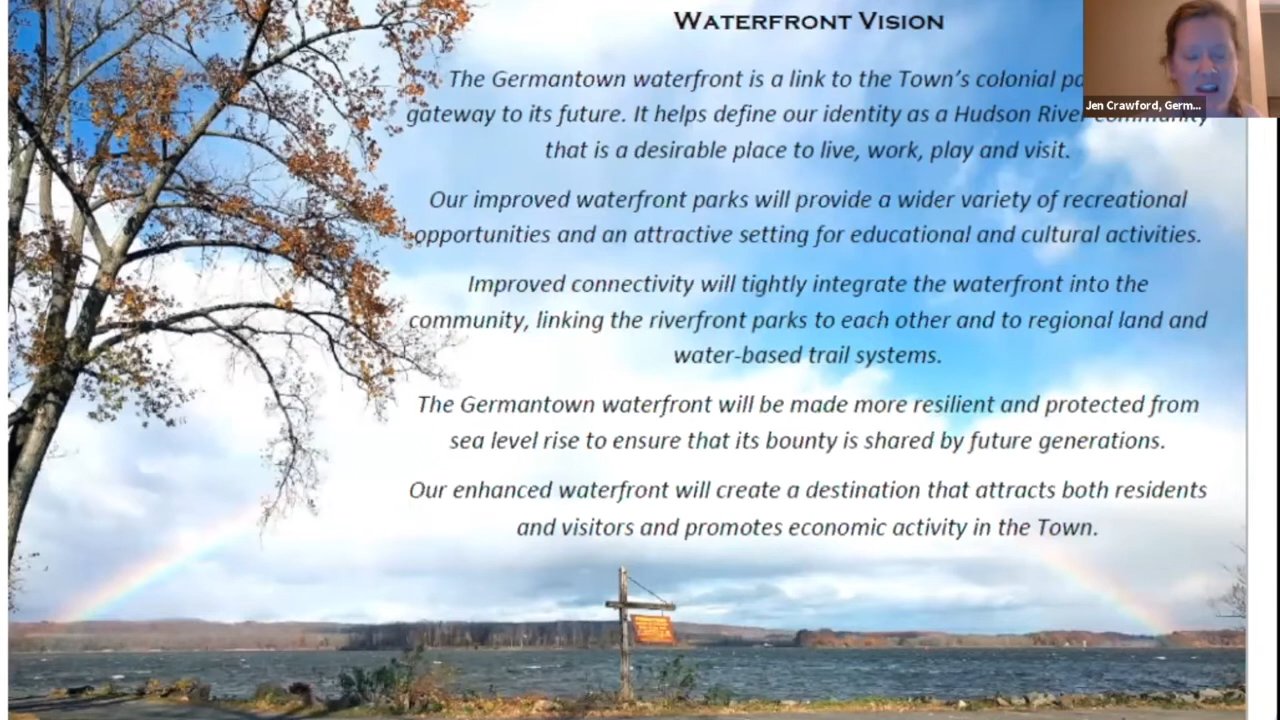 WATERFRONT VISION
The Germantown waterfront is a link to the Town's colonial
gateway to its future. It helps define our identity as a Hudson River community
that is a desirable place to live, work, play and visit.
Our improved waterfront parks will provide a wider variety of recreational
opportunities and an attractive setting for educational and cultural activities.
Improved connectivity will tightly integrate the waterfront into the
community, linking the riverfront parks to each other and to regional land and
water-based trail systems.
The Germantown waterfront will be made more resilient and protected from
sea level rise to ensure that its bounty is shared by future generations.
Our enhanced waterfront will create a destination that attracts both residents
and visitors and promotes economic activity in the Town.
Jen Crawford, Germ...